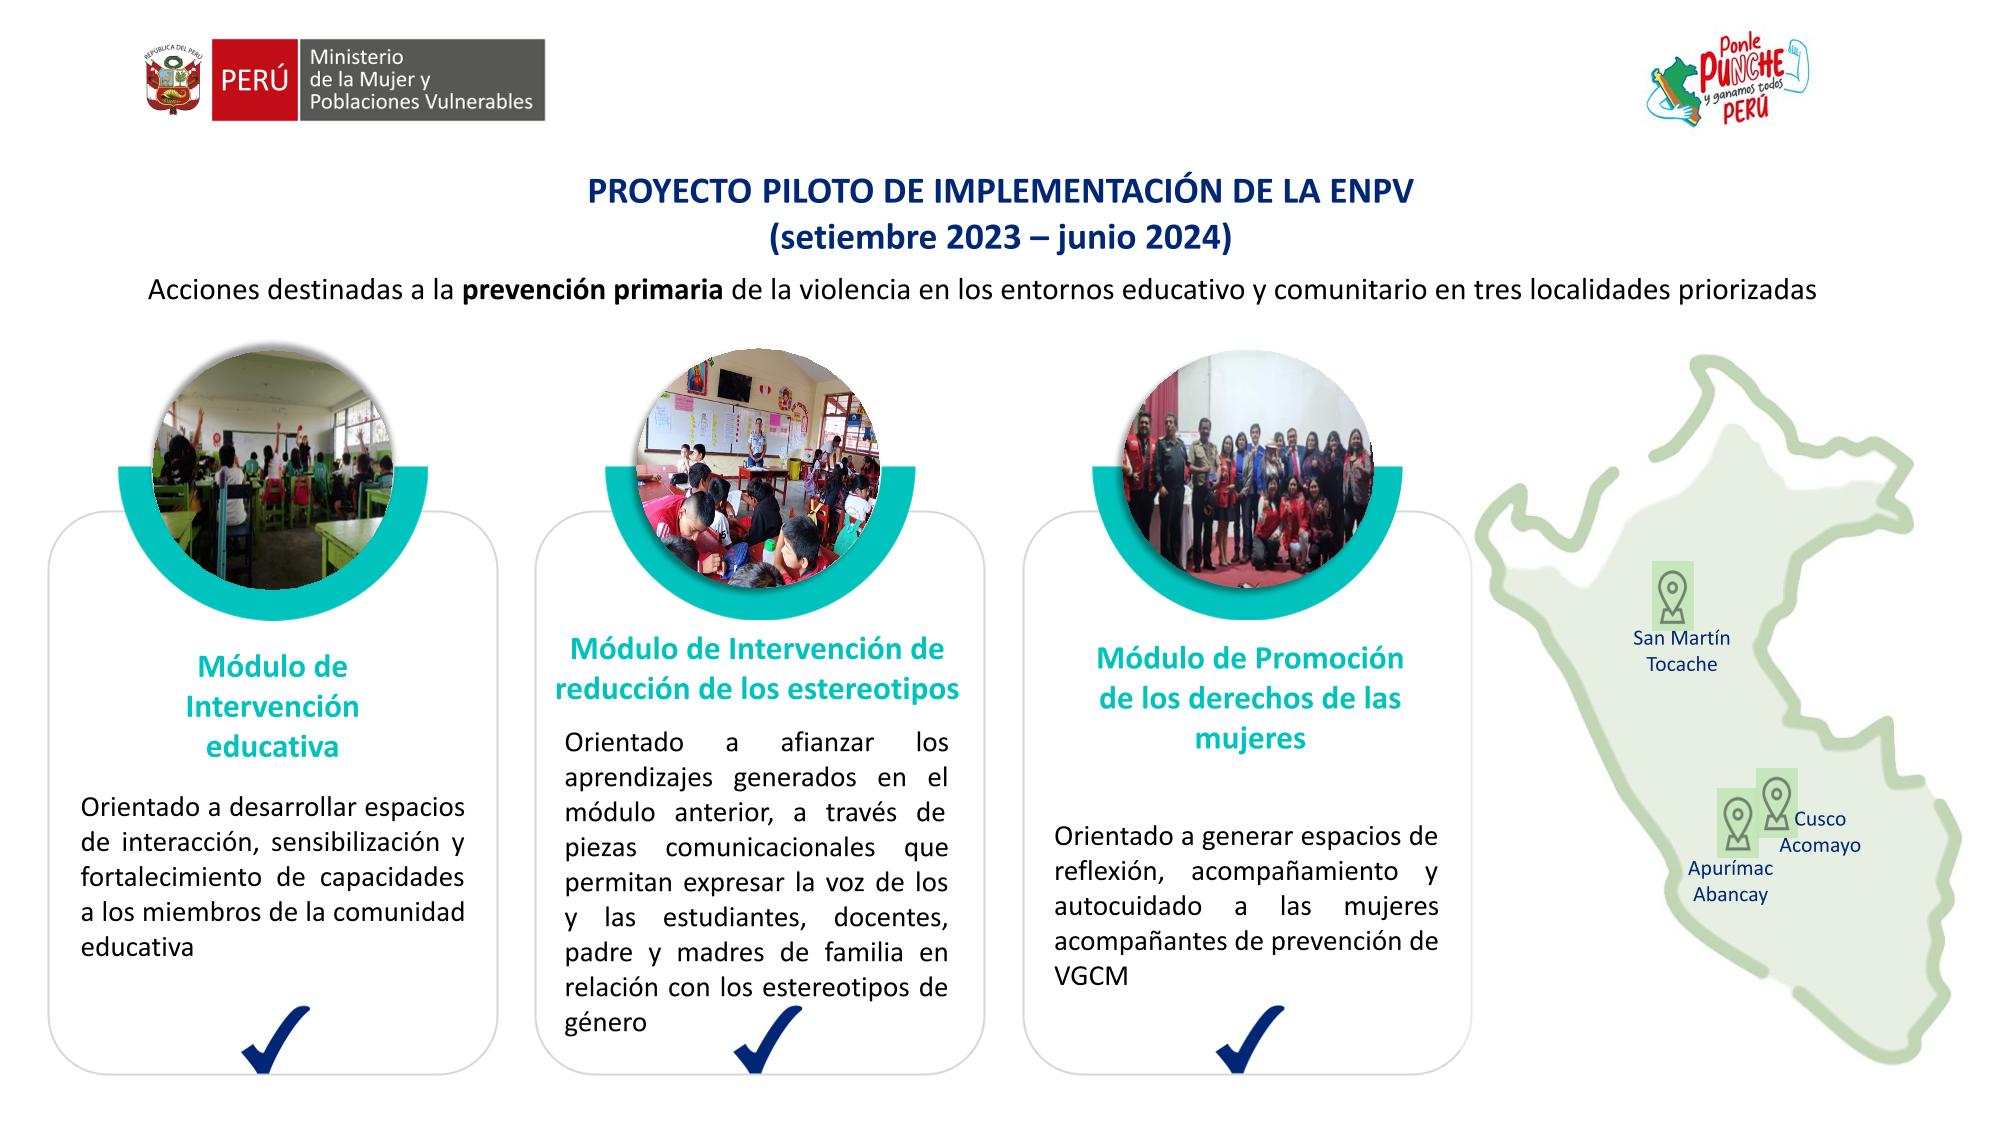 REPÚBLICA DEL PERÚ
PERÚ
Ministerio
de la Mujer y
Poblaciones Vulnerables
Ponle
PUNCHE
y ganamos todos
PERÚ
PROYECTO PILOTO DE IMPLEMENTACIÓN DE LA ENPV
(setiembre 2023 – junio 2024)
Acciones destinadas a la prevención primaria de la violencia en los entornos educativo y comunitario en tres localidades priorizadas
Módulo de
Intervención
educativa
Orientado a desarrollar espacios
de interacción, sensibilización y
fortalecimiento de capacidades
a los miembros de la comunidad
educativa
Módulo de Intervención de
reducción de los estereotipos
Orientado a afianzar los
aprendizajes generados en el
módulo anterior, a través de
piezas comunicacionales que
permitan expresar la voz de los
y las estudiantes, docentes,
padre y madres de familia en
relación con los estereotipos de
género
Módulo de Promoción
de los derechos de las
mujeres
Orientado a generar espacios de
reflexión, acompañamiento y
autocuidado a las mujeres
acompañantes de prevención de
VGCM
San Martín
Tocache
Cusco
Acomayo
Apurímac
Abancay